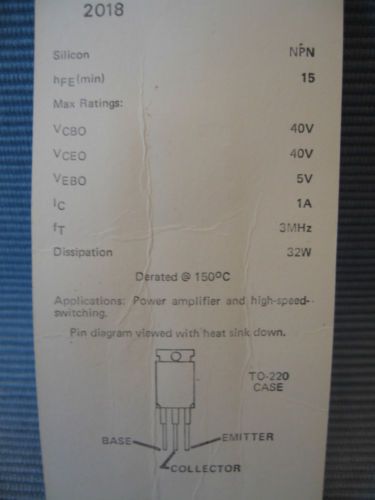 2018
Silicon NPN
hFE(min) 15
Max Ratings:
VCBO 40V
VCEO 40V
VEBO 5V
IC 1A
fT 3MHz
Dissipation 32W
Derated @ 150°C
Applications: Power amplifier and high-speed-
switching.
Pin diagram viewed with heat sink down.
TO-220
CASE
BASE EMITTER
COLLECTOR